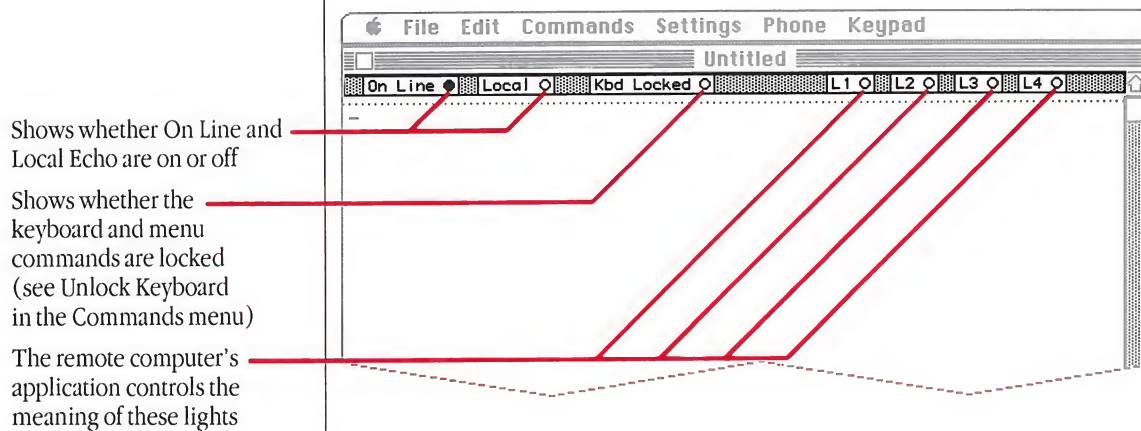 File Edit Commands Settings Phone Keypad
Untitled
On Line Local Kbd Locked L1 L2 L3 L4
Shows whether On Line and
Local Echo are on or off
Shows whether the
keyboard and menu
commands are locked
(see Unlock Keyboard
in the Commands menu)
The remote computer's
application controls the
meaning of these lights